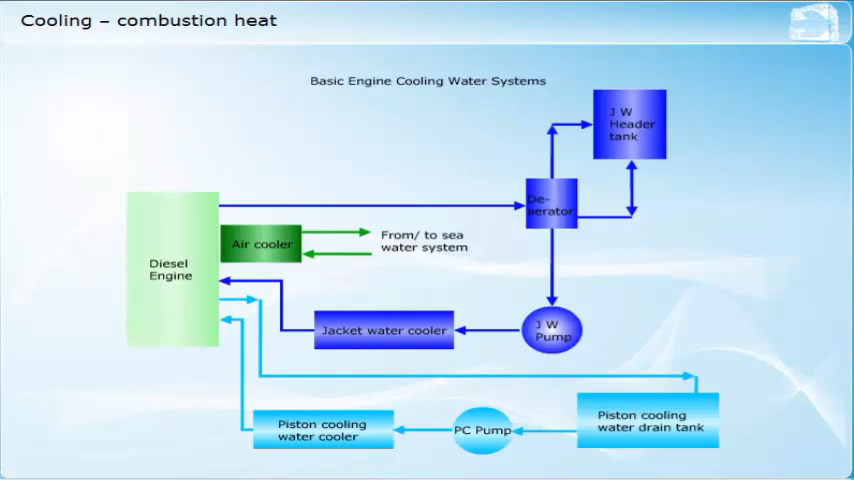 Cooling – combustion heat
Basic Engine Cooling Water Systems
J W
Header
tank
De-
aerator
Air cooler
From/ to sea
water system
Diesel
Engine
Jacket water cooler
J W
Pump
Piston cooling
water cooler
PC Pump
Piston cooling
water drain tank